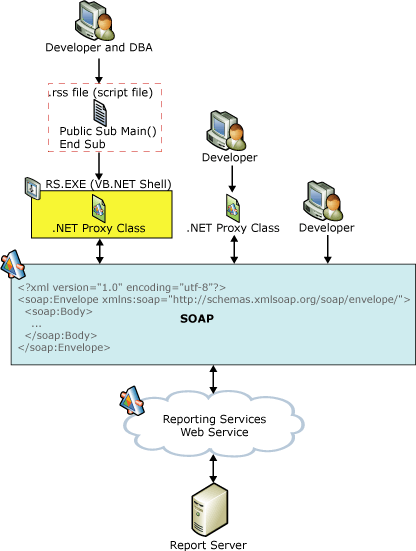 Developer and DBA
.rss file (script file)
Public Sub Main()
End Sub
Developer
RS.EXE (VB.NET Shell)
.NET Proxy Class
.NET Proxy Class
Developer
<?xml version="1.0" encoding="utf-8"?>
<soap:Envelope xmlns:soap="http://schemas.xmlsoap.org/soap/envelope/">
<soap:Body>
SOAP
...
</soap:Body>
</soap:Envelope>
Reporting Services
Web Service
Report Server